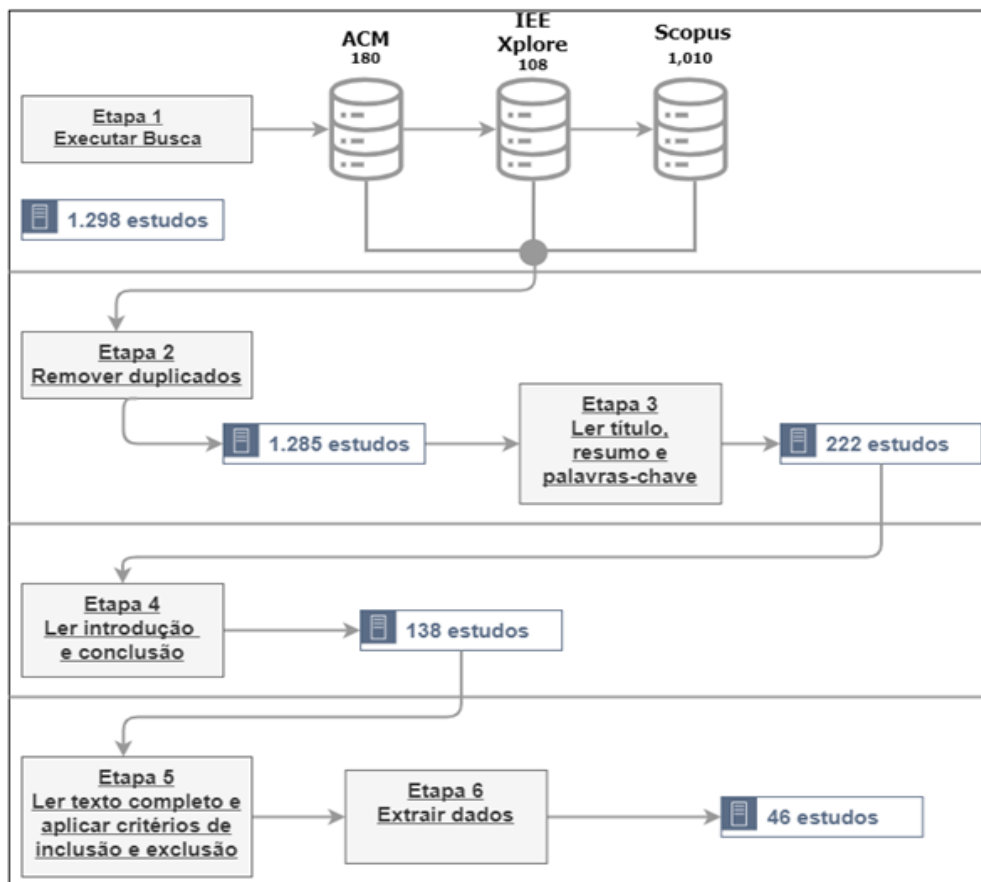 ACM
180
IEE
Xplore
108
Scopus
1,010
Etapa 1
Executar Busca
1.298 estudos
Etapa 2
Remover duplicados
1.285 estudos
Etapa 3
Ler título,
resumo e
palavras-chave
222 estudos
Etapa 4
Ler introdução
e conclusão
138 estudos
Etapa 5
Ler texto completo e
aplicar critérios de
inclusão e exclusão
Etapa 6
Extrair dados
46 estudos